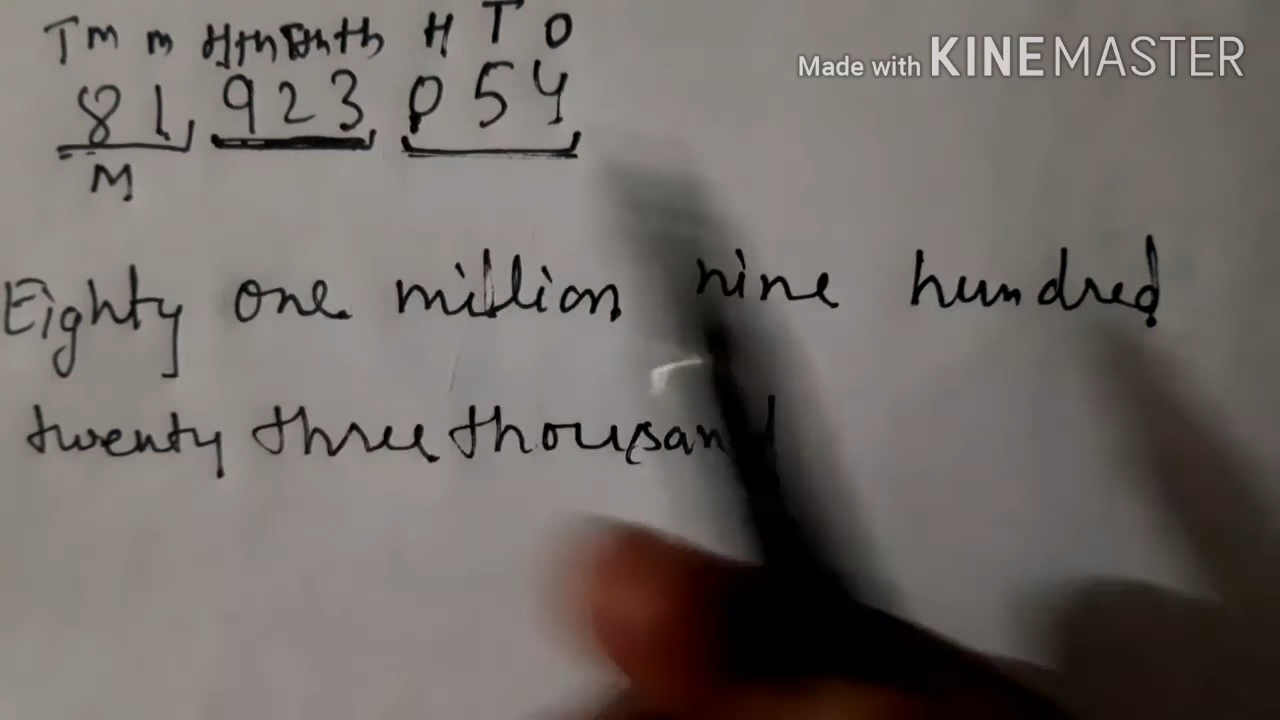 TM M Hth Tth th H T O
Made with KINEMASTER
81, 923, 054
M
Eighty one million nine hundred
twenty three thousand